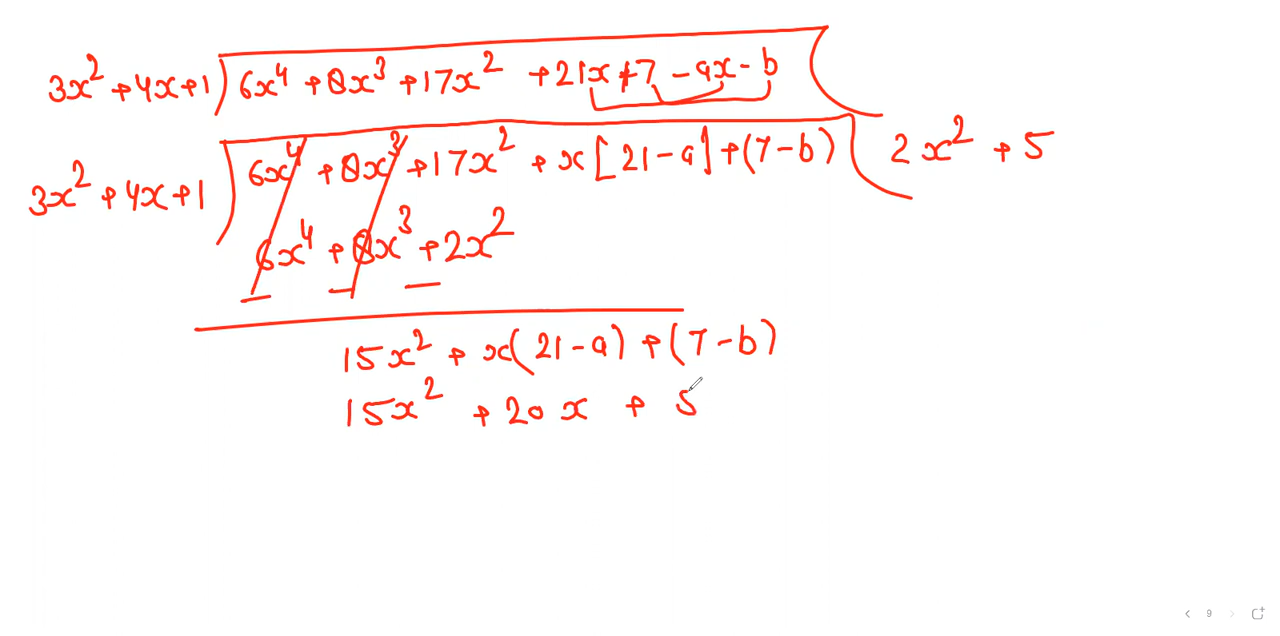 3x² + 4x + 1 ) 6x⁴ + 8x³ + 17x² + 21x + 7 - ax - b (
3x² + 4x + 1 ) 6x⁴ + 8x³ + 17x² + x[21 - a] + (7 - b) ( 2x² + 5
6x⁴ + 8x³ + 2x²
15x² + x(21 - a) + (7 - b)
15x² + 20x + 5
9